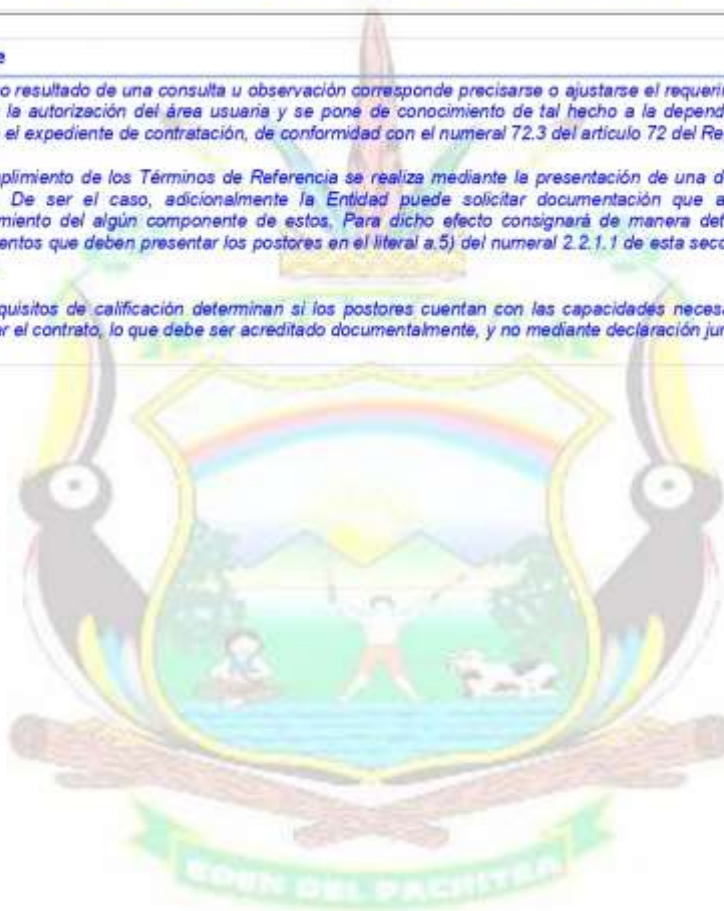 e
o resultado de una consulta u observación corresponde precisarse o ajustarse el requerin
la autorización del área usuaria y se pone de conocimiento de tal hecho a la depend
el expediente de contratación, de conformidad con el numeral 72.3 del artículo 72 del Re
plimiento de los Términos de Referencia se realiza mediante la presentación de una d
De ser el caso, adicionalmente la Entidad puede solicitar documentación que a
miento del algún componente de estos. Para dicho efecto consignará de manera det
entos que deben presentar los postores en el literal a.5) del numeral 2.2.1.1 de esta secc
quisitos de calificación determinan si los postores cuentan con las capacidades necesa
ar el contrato, lo que debe ser acreditado documentalmente, y no mediante declaración jur
EDEN DEL PACHITEA